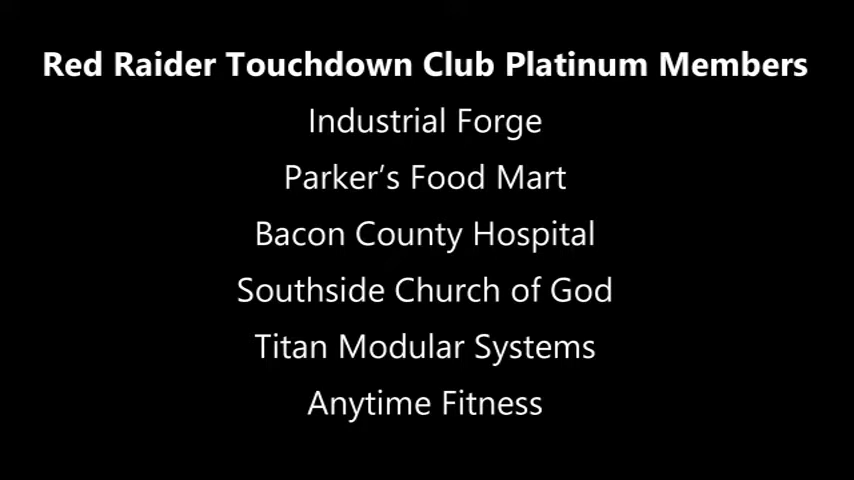 Red Raider Touchdown Club Platinum Members
Industrial Forge
Parker’s Food Mart
Bacon County Hospital
Southside Church of God
Titan Modular Systems
Anytime Fitness